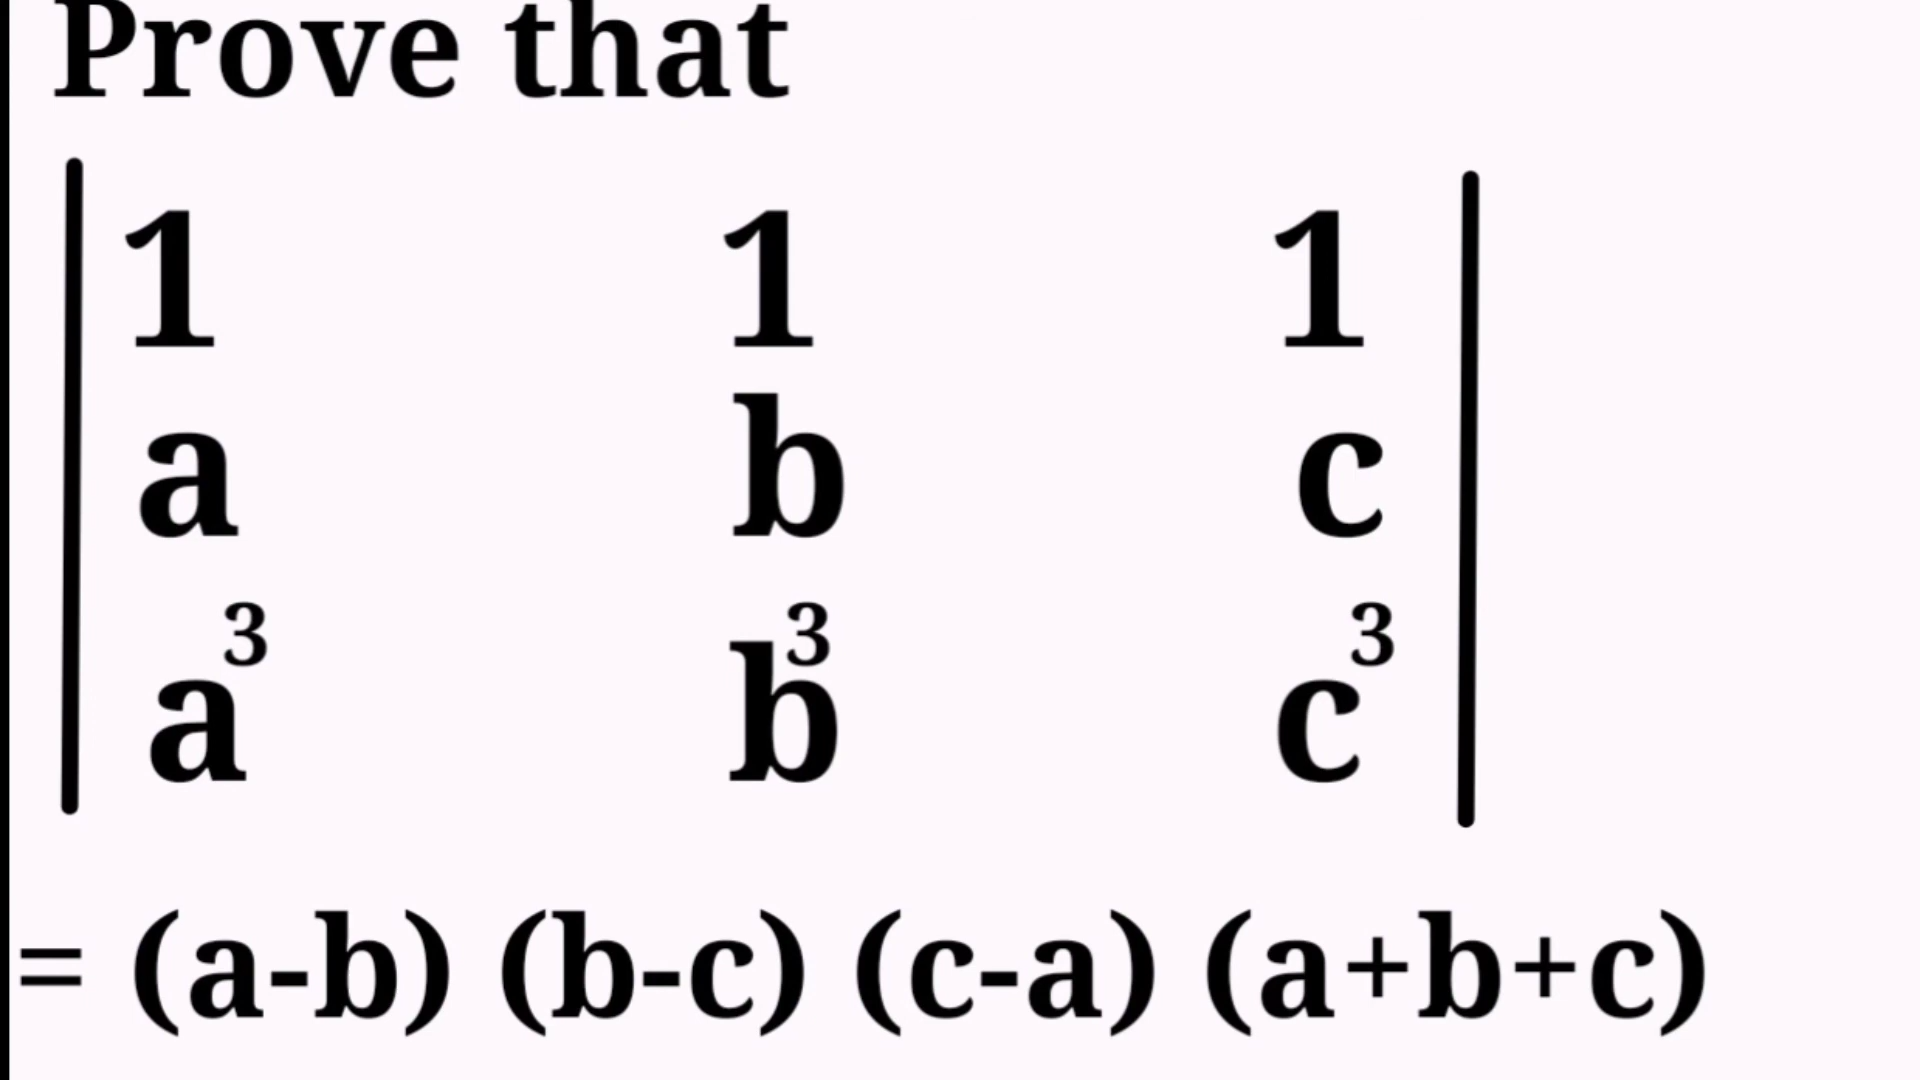 Prove that
1 1 1
a b c
a³ b³ c³
= (a-b) (b-c) (c-a) (a+b+c)